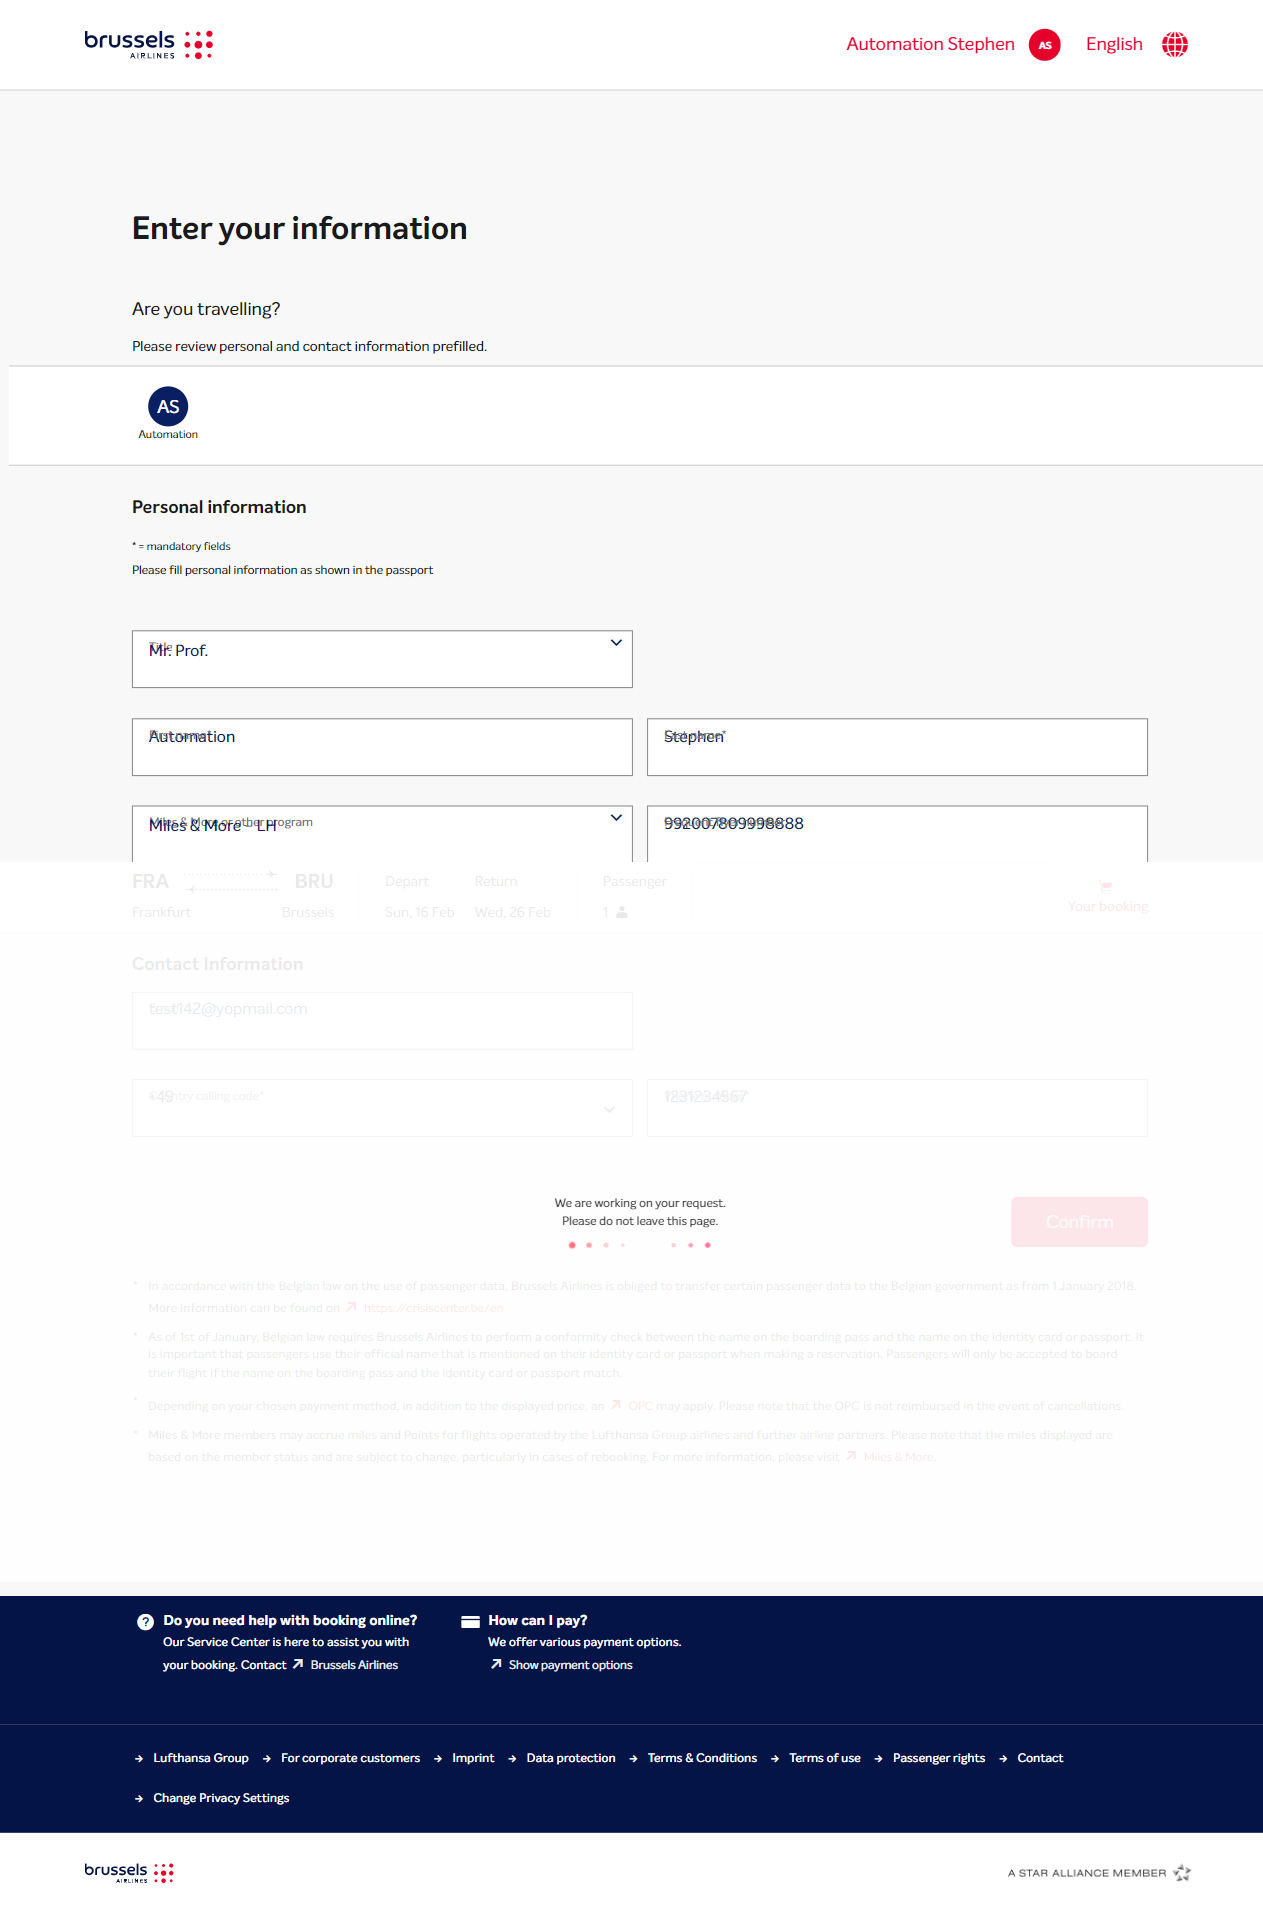 brussels
AIRLINES
Automation Stephen
AS
English
Enter your information
Are you travelling?
Please review personal and contact information prefilled.
AS
Automation
Personal information
* = mandatory fields
Please fill personal information as shown in the passport
Title
Mr. Prof.
First name*
Automation
Last name*
Stephen
Miles & More or other program
Miles & More - LH
992007809998888
FRA
BRU
Depart
Return
Passenger
Frankfurt
Brussels
Sun, 16 Feb
Wed, 26 Feb
1
Your booking
Contact Information
test142@yopmail.com
Country calling code*
+49
1231234567
We are working on your request.
Please do not leave this page.
Confirm
* In accordance with the Belgian law on the use of passenger data, Brussels Airlines is obliged to transfer certain passenger data to the Belgian government as from 1 January 2018.
More information can be found on https://crisiscenter.be/en
* As of 1st of January, Belgian law requires Brussels Airlines to perform a conformity check between the name on the boarding pass and the name on the identity card or passport. It
is important that passengers use their official name that is mentioned on their identity card or passport when making a reservation. Passengers will only be accepted to board
their flight if the name on the boarding pass and the identity card or passport match.
* Depending on your chosen payment method, in addition to the displayed price, an OPC may apply. Please note that the OPC is not reimbursed in the event of cancellations.
* Miles & More members may accrue miles and Points for flights operated by the Lufthansa Group airlines and further airline partners. Please note that the miles displayed are
based on the member status and are subject to change, particularly in cases of rebooking. For more information, please visit Miles & More.
? Do you need help with booking online?
Our Service Center is here to assist you with
your booking. Contact Brussels Airlines
How can I pay?
We offer various payment options.
Show payment options
Lufthansa Group
For corporate customers
Imprint
Data protection
Terms & Conditions
Terms of use
Passenger rights
Contact
Change Privacy Settings
brussels
AIRLINES
A STAR ALLIANCE MEMBER